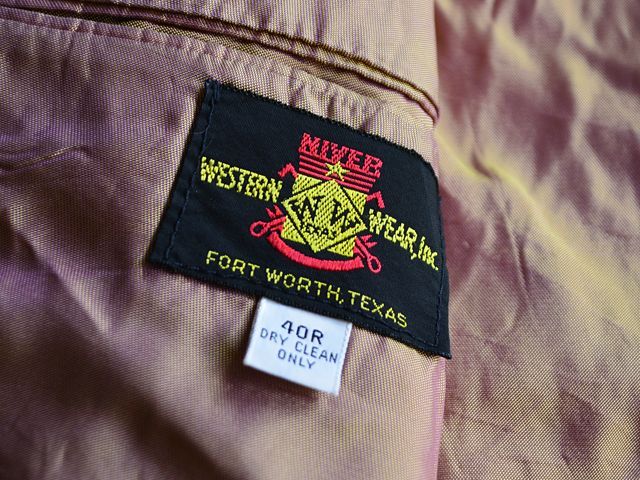 NIVER
WESTERN WEAR, Inc.
FORT WORTH, TEXAS
40R
DRY CLEAN
ONLY